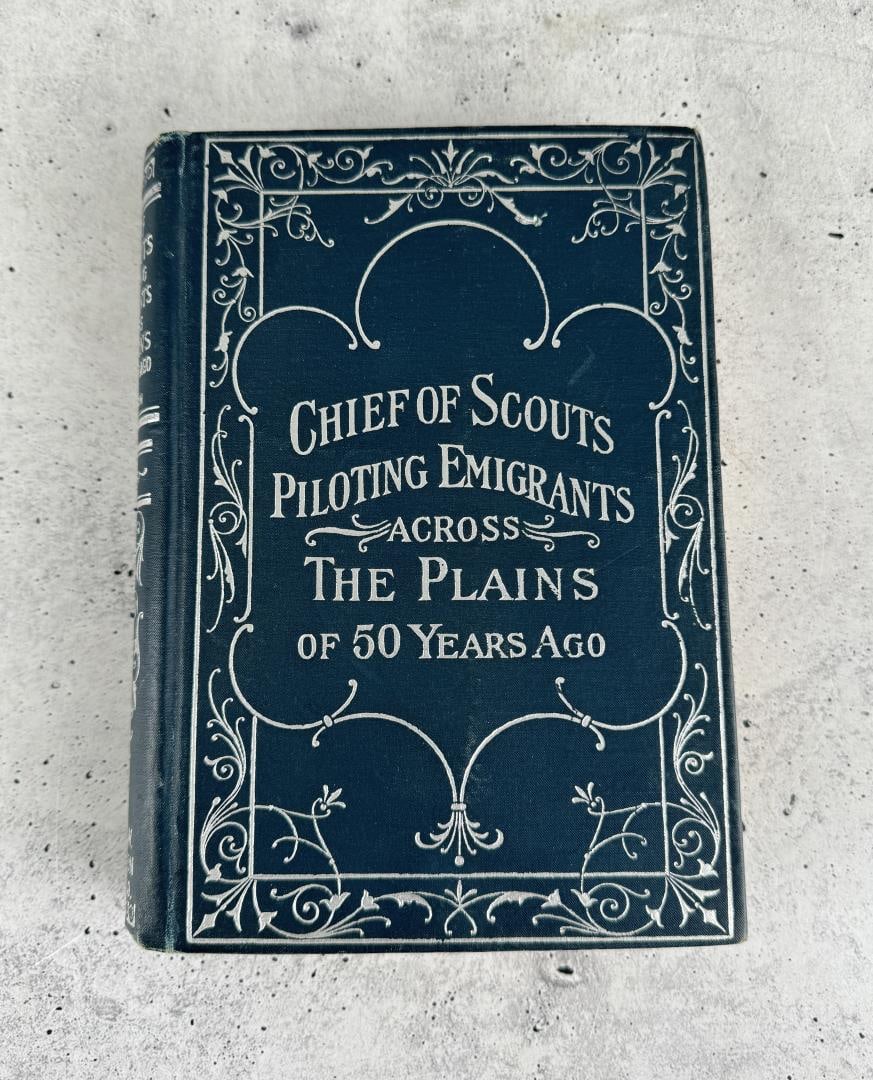 CHIEF OF SCOUTS
PILOTING EMIGRANTS
ACROSS
THE PLAINS
OF 50 YEARS AGO